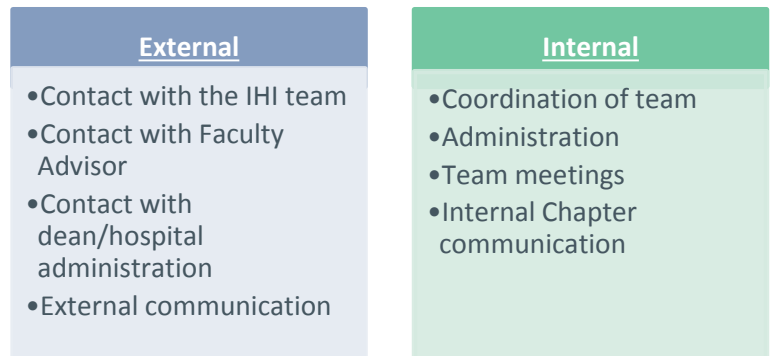 External
•Contact with the IHI team
•Contact with Faculty
Advisor
•Contact with
dean/hospital
administration
•External communication
Internal
•Coordination of team
•Administration
•Team meetings
•Internal Chapter
communication